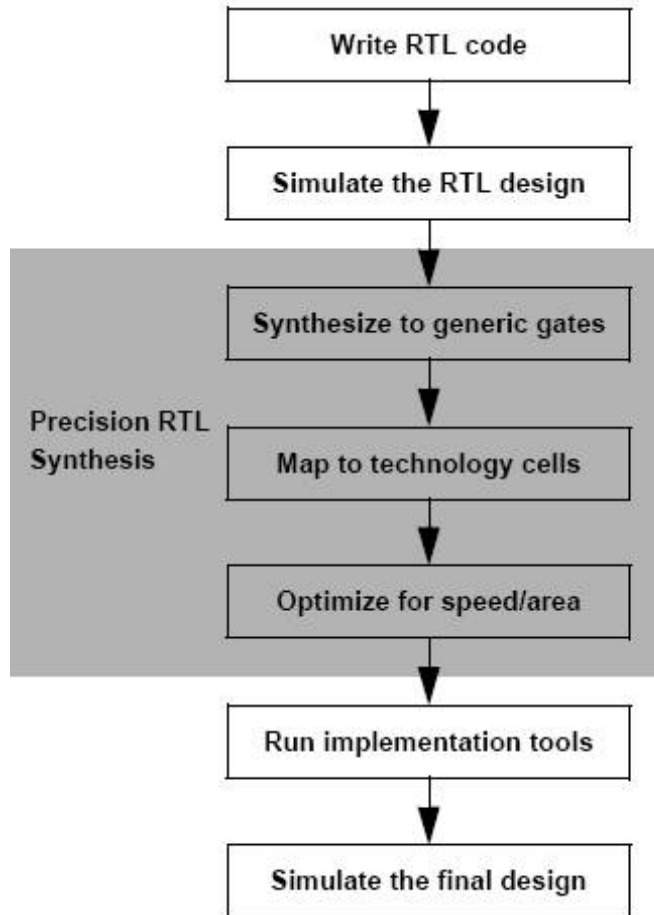 Write RTL code
Simulate the RTL design
Synthesize to generic gates
Precision RTL
Synthesis
Map to technology cells
Optimize for speed/area
Run implementation tools
Simulate the final design